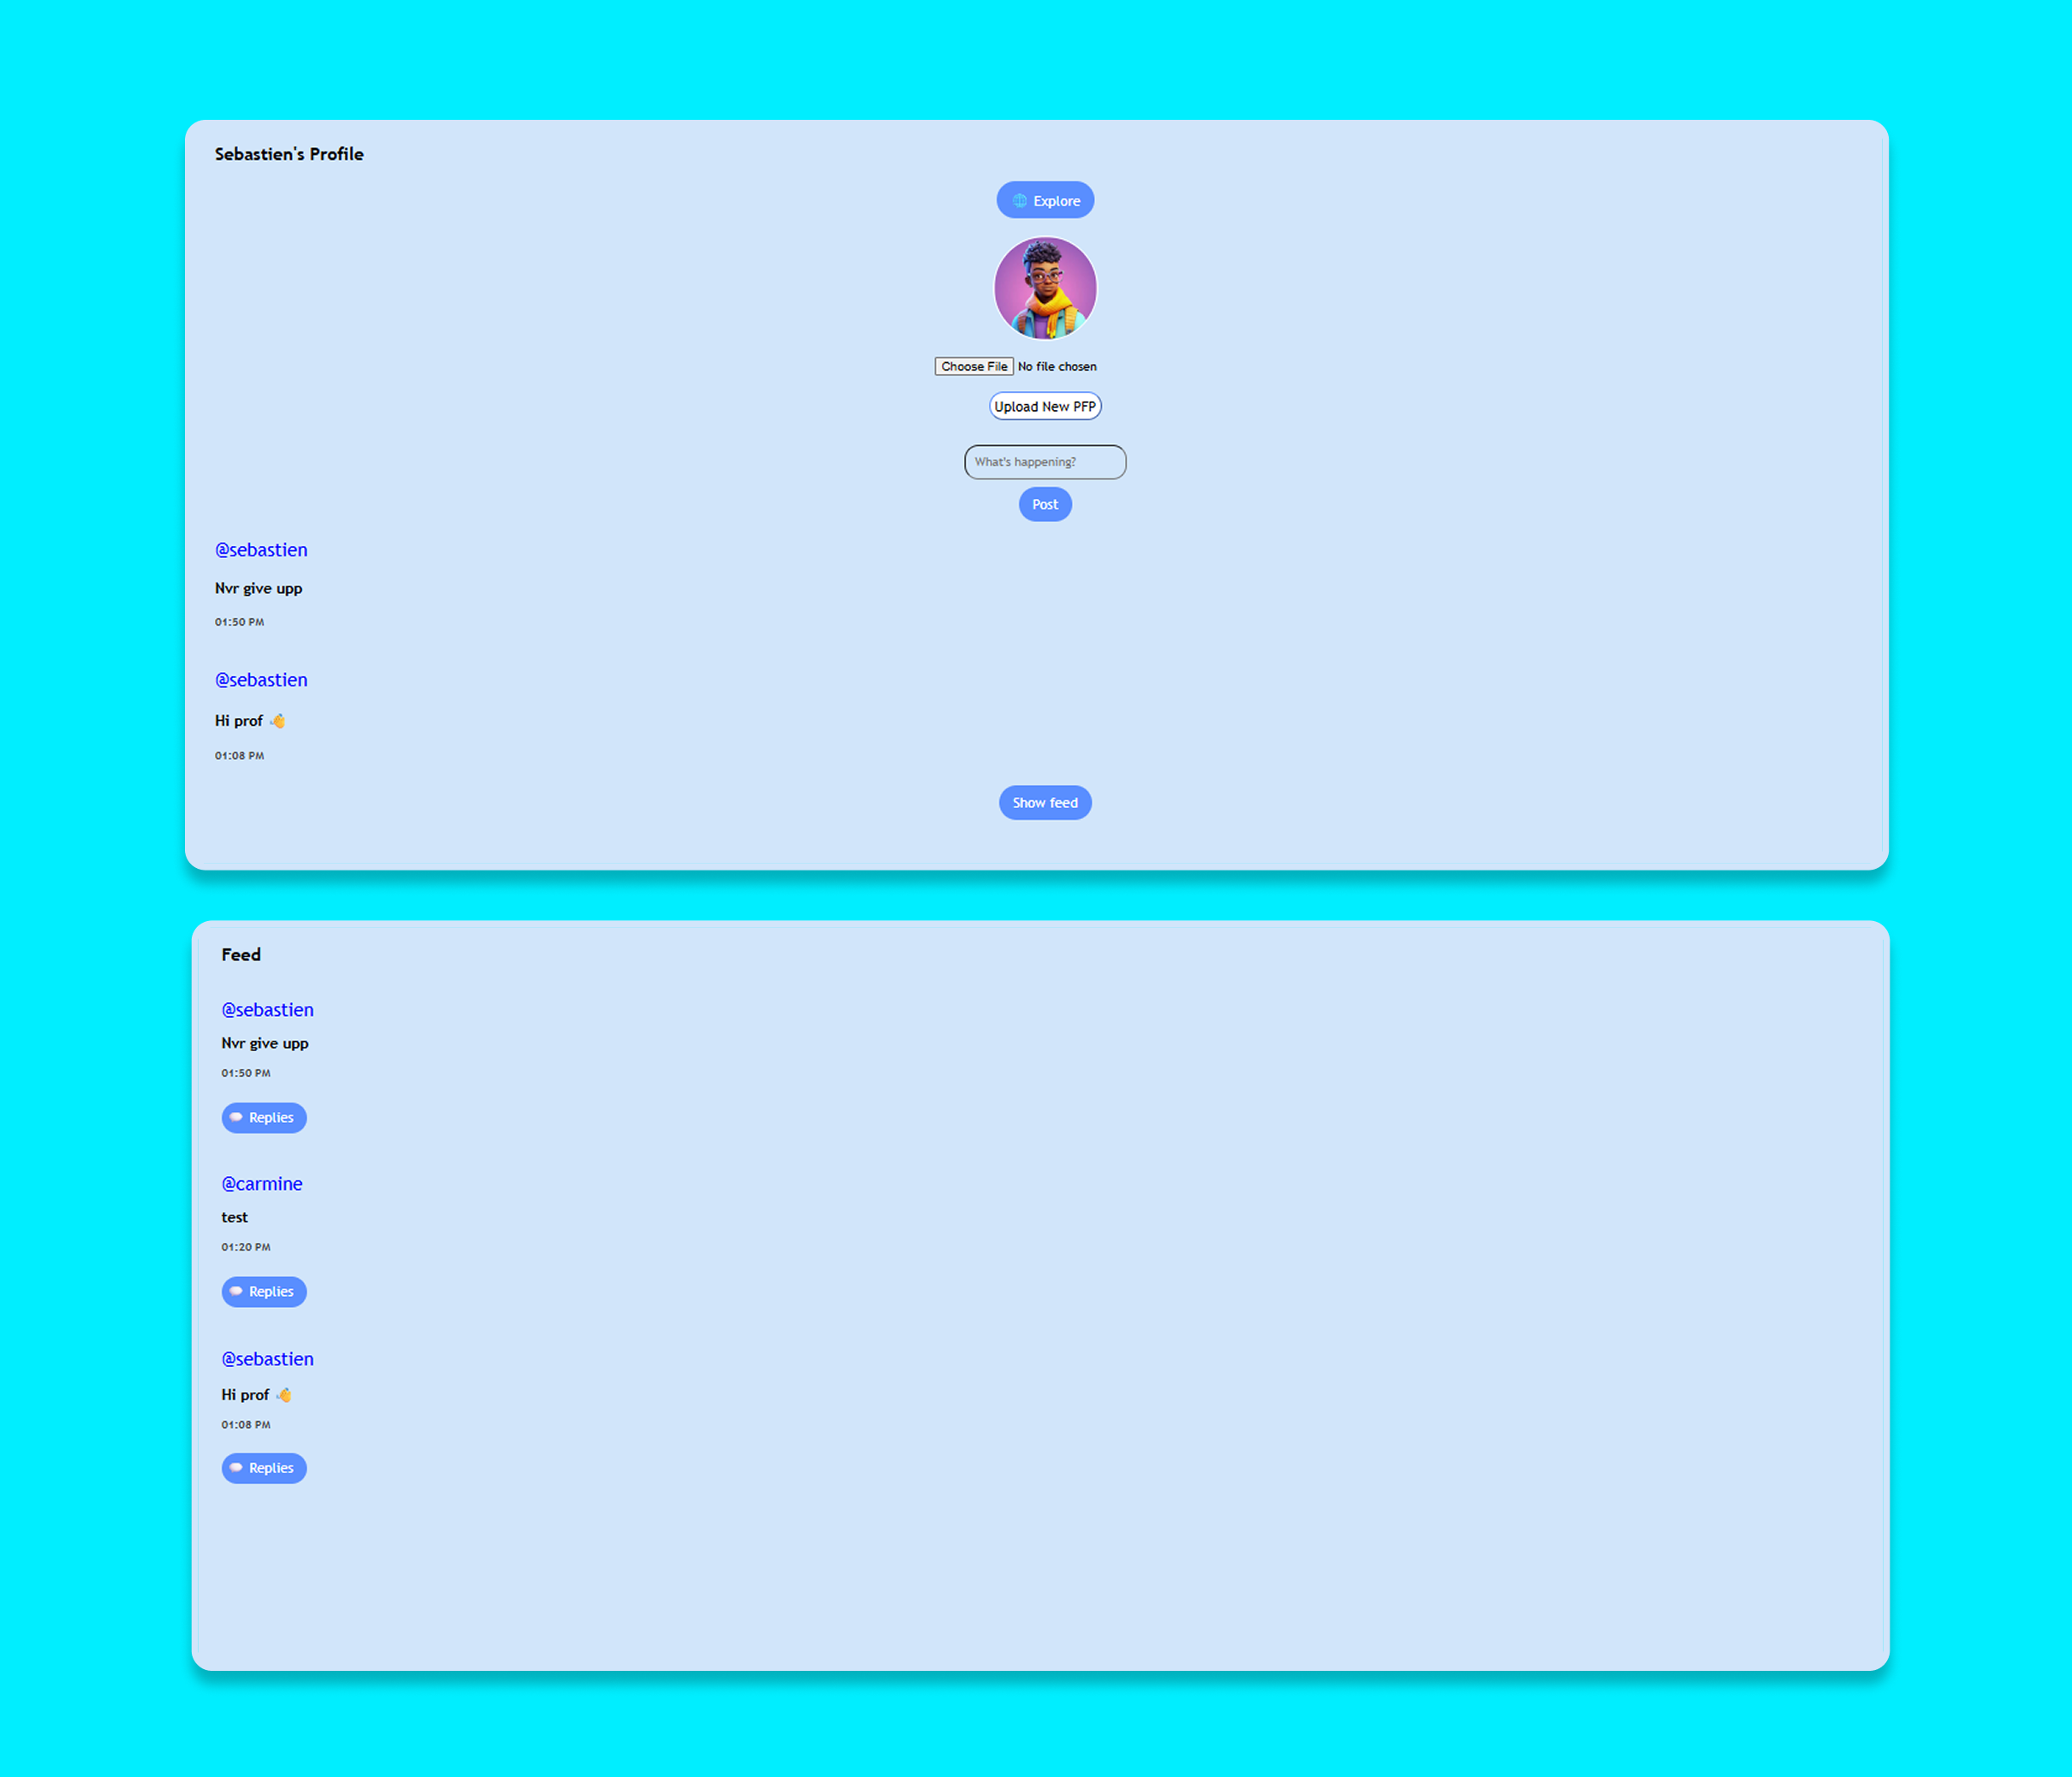 Sebastien's Profile
🌐 Explore
Choose File No file chosen
Upload New PFP
What's happening?
Post
@sebastien
Nvr give upp
01:50 PM
@sebastien
Hi prof 👋
01:08 PM
Show feed
Feed
@sebastien
Nvr give upp
01:50 PM
💬 Replies
@carmine
test
01:20 PM
💬 Replies
@sebastien
Hi prof 👋
01:08 PM
💬 Replies